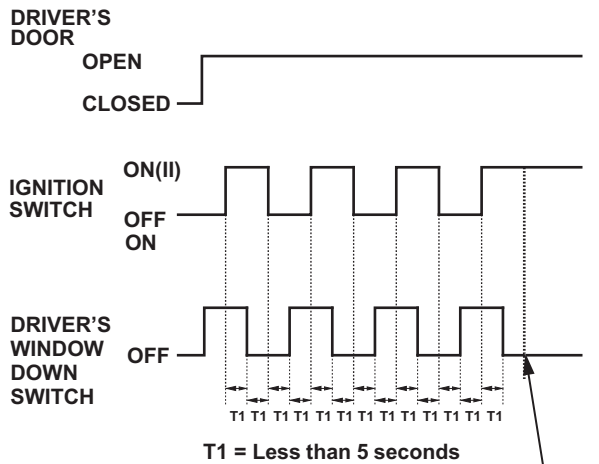 DRIVER'S
DOOR
OPEN
CLOSED
ON(II)
IGNITION
SWITCH
OFF
ON
DRIVER'S
WINDOW
DOWN
SWITCH
OFF
T1 T1 T1 T1 T1 T1 T1 T1 T1 T1 T1 T1 T1
T1 = Less than 5 seconds